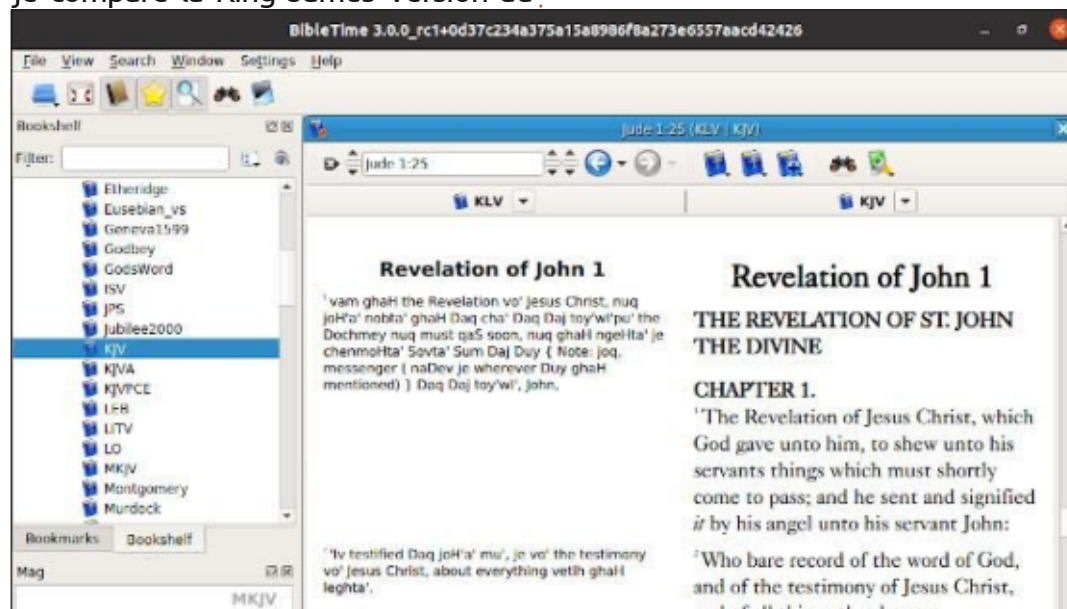 je compare la King James Version de
BibleTime 3.0.0_rc1+0d37c234a375a15a8986f8a273e6557aacd42426
File View Search Window Settings Help
Bookshelf
Filter:
Etheridge
Eusebian_vs
Geneva1599
Godbey
GodsWord
ISV
JPS
Jubilee2000
KJV
KJVA
KJVPCE
LEB
LITV
LO
MKJV
Montgomery
Murdock
Bookmarks Bookshelf
Mag
MKJV
Jude 1:25 (KLV | KJV)
Jude 1:25
KLV
KJV
Revelation of John 1
1 vam ghaH the Revelation vo' Jesus Christ, nuq
joH'a' nobta' ghaH Daq cha' Daq Daj toy'wI'pu' the
Dochmey nuq must qaS soon, nuq ghaH ngeHta' je
chenmoHta' Sovta' Sum Daj Duy { Note: joq,
messenger ( naDev je wherever Duy ghaH
mentioned) } Daq Daj toy'wI', John,
2 'Iv testified Daq joH'a' mu', je vo' the testimony
vo' Jesus Christ, about everything vetlh ghaH
leghta'.
Revelation of John 1
THE REVELATION OF ST. JOHN
THE DIVINE
CHAPTER 1.
1 The Revelation of Jesus Christ, which
God gave unto him, to shew unto his
servants things which must shortly
come to pass; and he sent and signified
it by his angel unto his servant John:
2 Who bare record of the word of God,
and of the testimony of Jesus Christ,